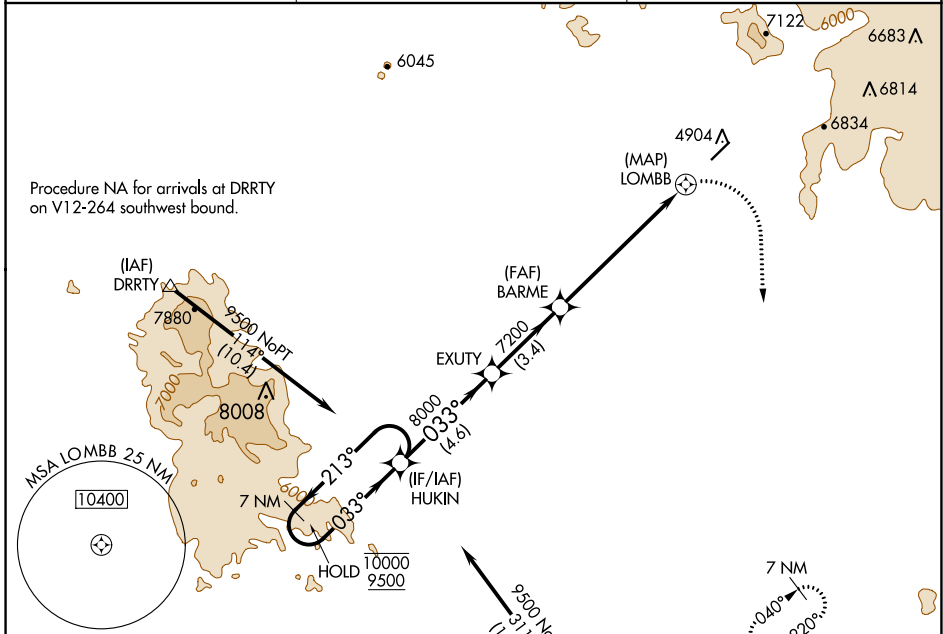 7122
6000
6683
6045
6814
6834
4904
(MAP)
LOMBB
Procedure NA for arrivals at DRRTY
on V12-264 southwest bound.
(IAF)
DRRTY
(FAF)
BARME
7880
9500 NoPT
114°
(10.4)
7200
(3.4)
EXUTY
7000
8008
8000
033°
(4.6)
213°
MSA LOMBB 25 NM
(IF/IAF)
HUKIN
10400
6000
7 NM
033°
HOLD
10000
9500
7 NM
9500
040°
220°